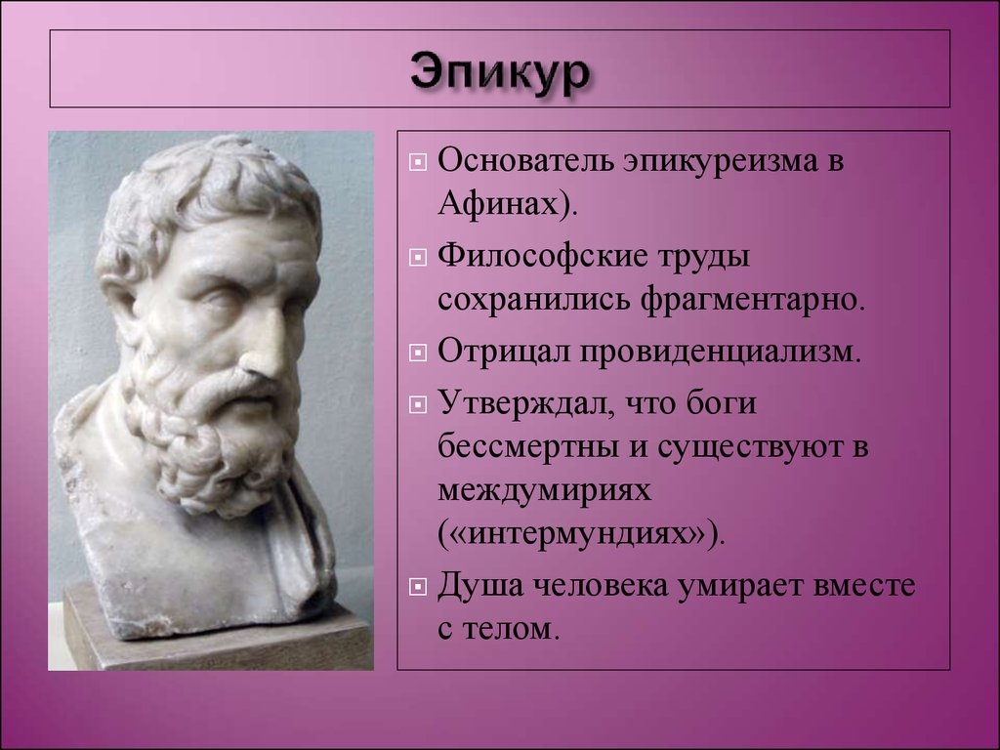 Эпикур
Основатель эпикуреизма в
Афинах).
Философские труды
сохранились фрагментарно.
Отрицал провиденциализм.
Утверждал, что боги
бессмертны и существуют в
междумириях
(«интермундиях»).
Душа человека умирает вместе
с телом.